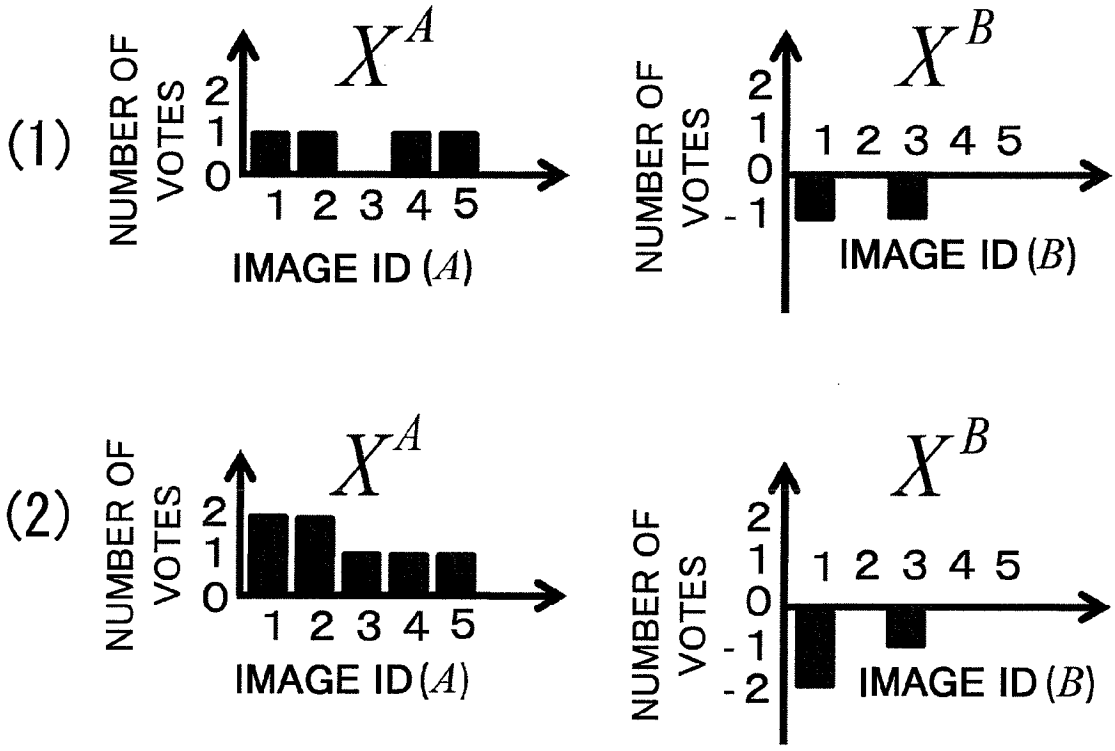 (1)
X^A
NUMBER OF
VOTES
2
1
0
1 2 3 4 5
IMAGE ID (A)
X^B
NUMBER OF
VOTES
2
1
0
- 1
1 2 3 4 5
IMAGE ID (B)
(2)
X^A
NUMBER OF
VOTES
2
1
0
1 2 3 4 5
IMAGE ID (A)
X^B
NUMBER OF
VOTES
2
1
0
- 1
- 2
1 2 3 4 5
IMAGE ID (B)